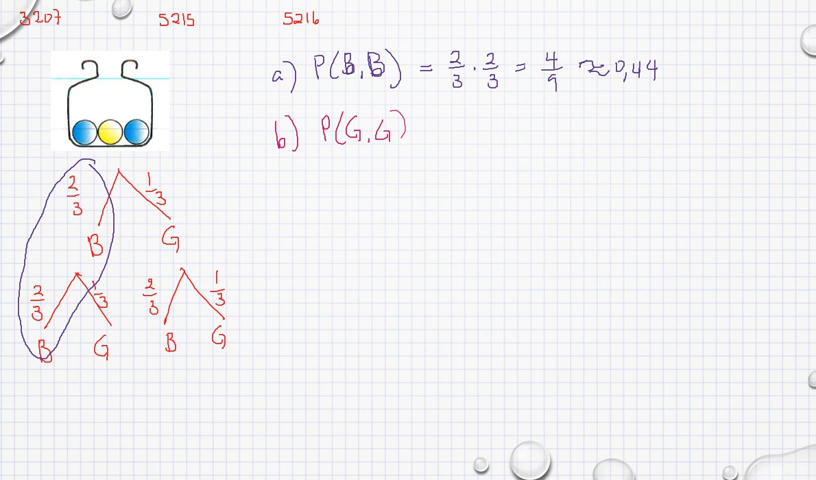 3207 5215 5216
a) P(B,B) = 2/3 · 2/3 = 4/9 ≈ 0,44
b) P(G,G)
2/3 1/3
B G
2/3 1/3 2/3 1/3
B G B G